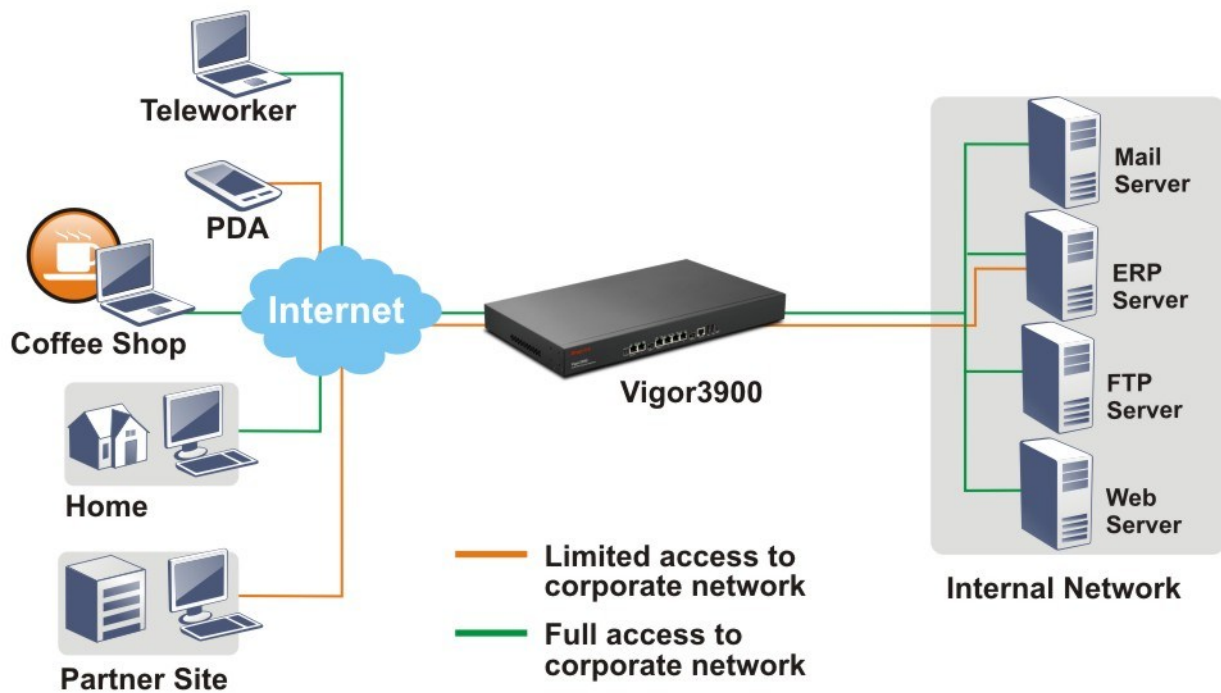 Teleworker
PDA
Coffee Shop
Internet
Home
Partner Site
Vigor3900
Mail
Server
ERP
Server
FTP
Server
Web
Server
Internal Network
Limited access to
corporate network
Full access to
corporate network